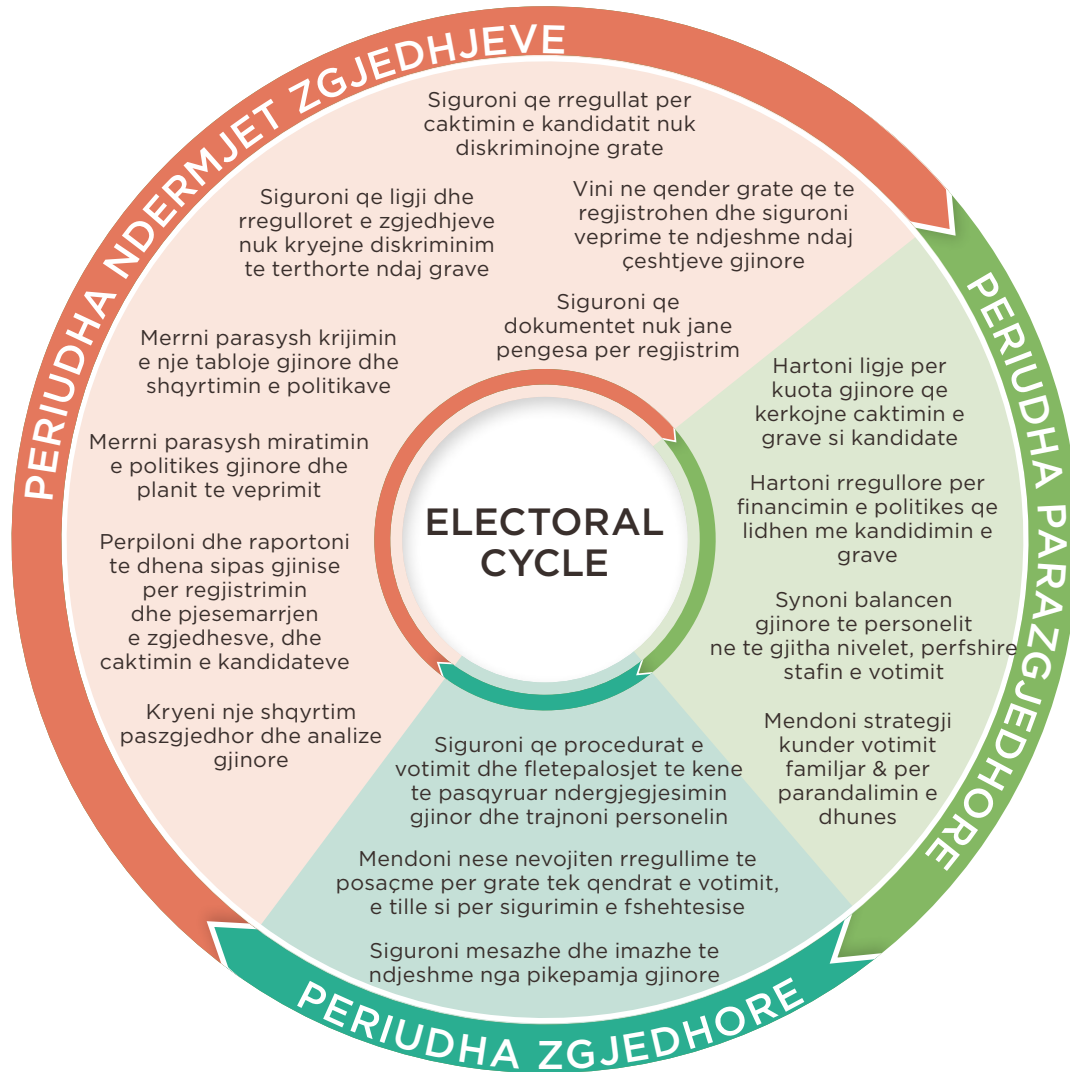 PERIUDHA NDERMJET ZGJEDHJEVE
Siguroni qe rregullat per
caktimin e kandidatit nuk
diskriminojne grate
Siguroni qe ligji dhe
rregulloret e zgjedhjeve
nuk kryejne diskriminim
te terthorte ndaj grave
Vini ne qender grate qe te
regjistrohen dhe siguroni
veprime te ndjeshme ndaj
çeshtjeve gjinore
Siguroni qe
dokumentet nuk jane
pengesa per regjistrim
Merrni parasysh krijimin
e nje tabloje gjinore dhe
shqyrtimin e politikave
Merrni parasysh miratimin
e politikes gjinore dhe
planit te veprimit
Perpiloni dhe raportoni
te dhena sipas gjinise
per regjistrimin
dhe pjesemarrjen
e zgjedhesve, dhe
caktimin e kandidateve
Kryeni nje shqyrtim
paszgjedhor dhe analize
gjinore
ELECTORAL
CYCLE
PERIUDHA PARAZGJEDHORE
Hartoni ligje per
kuota gjinore qe
kerkojne caktimin e
grave si kandidate
Hartoni rregullore per
financimin e politikes qe
lidhen me kandidimin e
grave
Synoni balancen
gjinore te personelit
ne te gjitha nivelet, perfshire
stafin e votimit
Mendoni strategji
kunder votimit
familjar & per
parandalimin e
dhunes
Siguroni qe procedurat e
votimit dhe fletepalosjet te kene
te pasqyruar ndergjegjesimin
gjinor dhe trajnoni personelin
Mendoni nese nevojiten rregullime te
posaçme per grate tek qendrat e votimit,
e tille si per sigurimin e fshehtesise
Siguroni mesazhe dhe imazhe te
ndjeshme nga pikepamja gjinore
PERIUDHA ZGJEDHORE